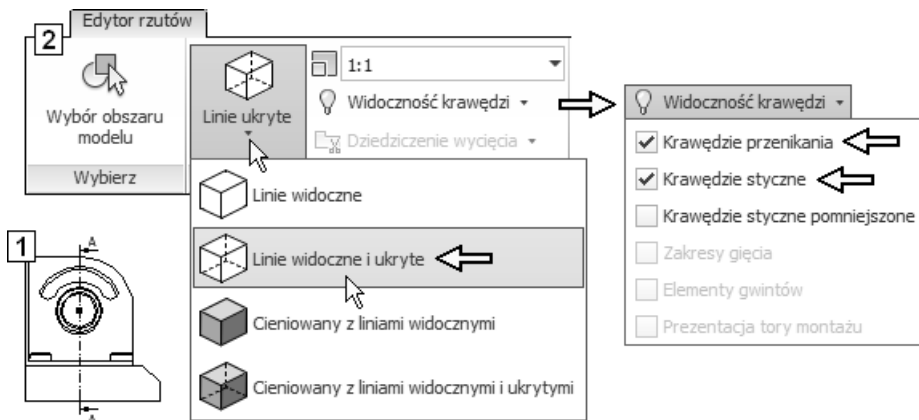 Edytor rzutów
2
Wybór obszaru
modelu
Wybierz
Linie ukryte
1:1
Widoczność krawędzi
Dziedziczenie wycięcia
Linie widoczne
Linie widoczne i ukryte
Cieniowany z liniami widocznymi
Cieniowany z liniami widocznymi i ukrytymi
Widoczność krawędzi
Krawędzie przenikania
Krawędzie styczne
Krawędzie styczne pomniejszone
Zakresy gięcia
Elementy gwintów
Prezentacja tory montażu
1
A
A